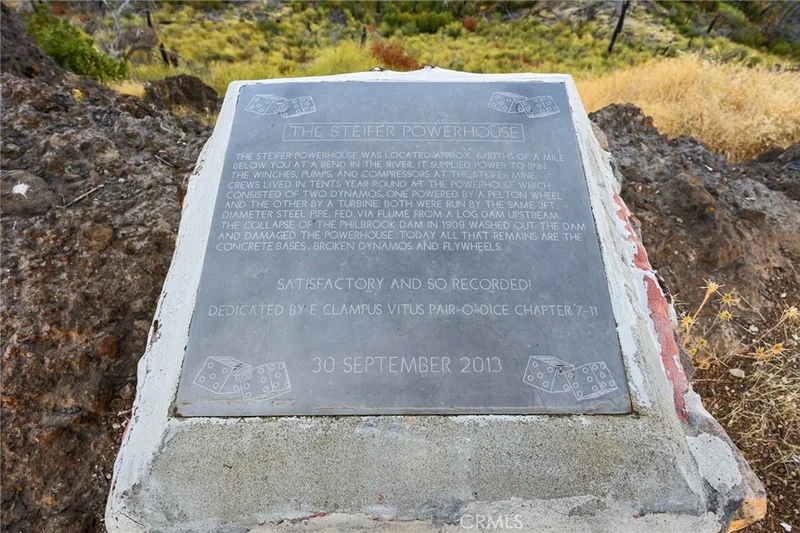 THE STEIFER POWERHOUSE
THE STEIFER POWERHOUSE WAS LOCATED APPROX. 6/10THS OF A MILE
BELOW YOU AT A BEND IN THE RIVER. IT SUPPLIED POWER TO SPIN
THE WINCHES, PUMPS, AND COMPRESSORS AT THE STEIFER MINE.
CREWS LIVED IN TENTS YEAR ROUND AT THE POWERHOUSE WHICH
CONSISTED OF TWO DYNAMOS, ONE POWERED BY A PELTON WHEEL
AND THE OTHER BY A TURBINE. BOTH WERE RUN BY THE SAME 3FT.
DIAMETER STEEL PIPE, FED VIA FLUME FROM A LOG DAM UPSTREAM.
THE COLLAPSE OF THE PHILBROOK DAM IN 1909 WASHED OUT THE DAM
AND DAMAGED THE POWERHOUSE. TODAY ALL THAT REMAINS ARE THE
CONCRETE BASES, BROKEN DYNAMOS AND FLYWHEELS.
SATISFACTORY AND SO RECORDED!
DEDICATED BY E CLAMPUS VITUS PAIR-O-DICE CHAPTER 7-11
30 SEPTEMBER 2013
CRMLS